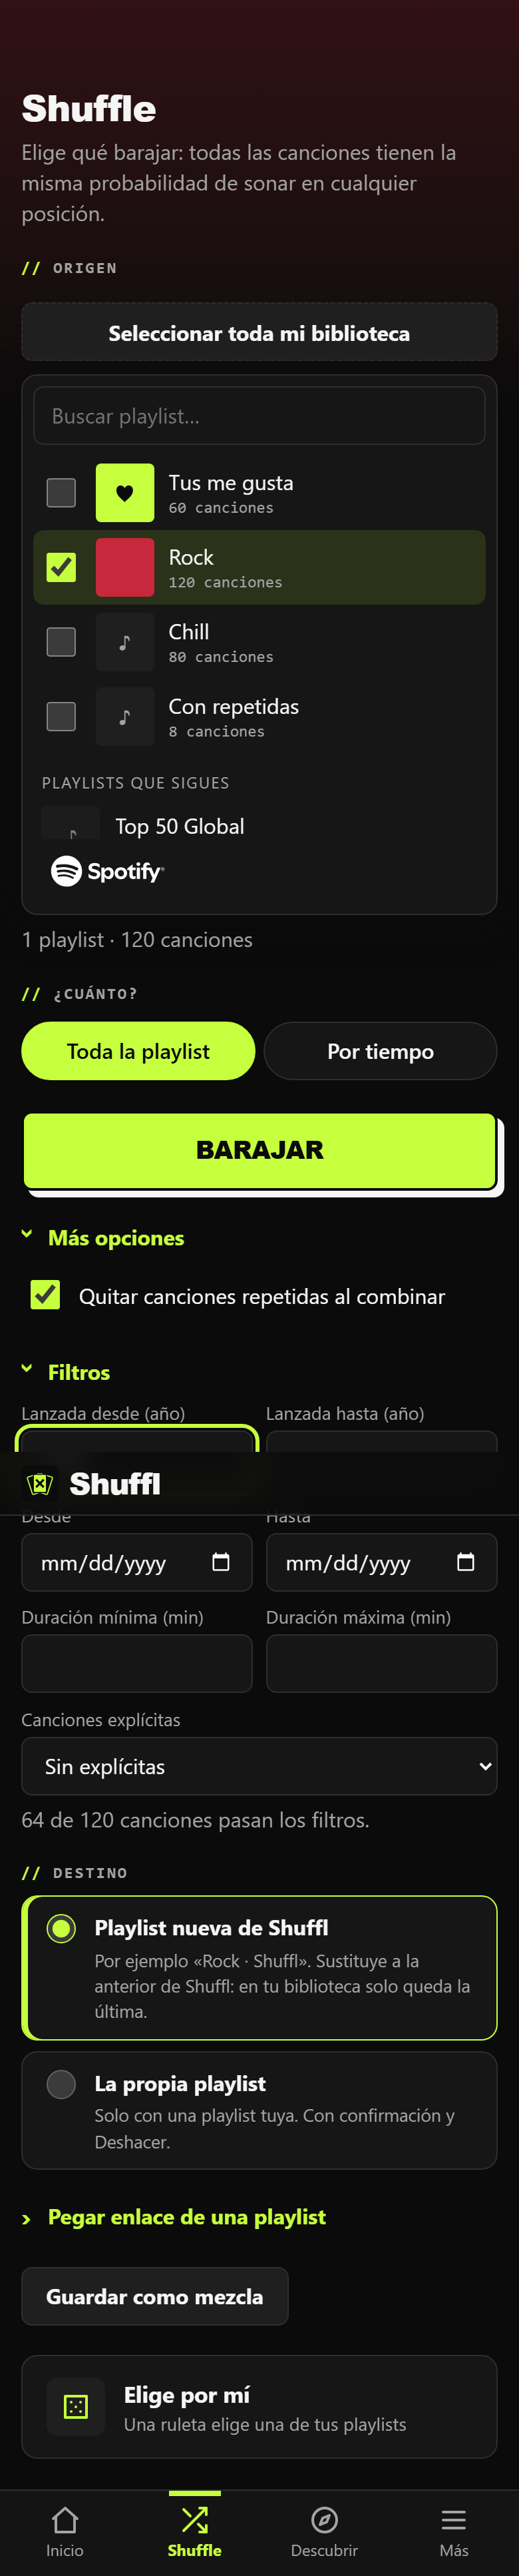 Shuffle
Elige qué barajar: todas las canciones tienen la
misma probabilidad de sonar en cualquier
posición.
// ORIGEN
Seleccionar toda mi biblioteca
Buscar playlist...
Tus me gusta
60 canciones
Rock
120 canciones
Chill
80 canciones
Con repetidas
8 canciones
PLAYLISTS QUE SIGUES
Top 50 Global
Spotify
1 playlist · 120 canciones
// ¿CUÁNTO?
Toda la playlist
Por tiempo
BARAJAR
Más opciones
Quitar canciones repetidas al combinar
Filtros
Lanzada desde (año)
Lanzada hasta (año)
Shuffl
Desde
Hasta
mm/dd/yyyy
mm/dd/yyyy
Duración mínima (min)
Duración máxima (min)
Canciones explícitas
Sin explícitas
64 de 120 canciones pasan los filtros.
// DESTINO
Playlist nueva de Shuffl
Por ejemplo «Rock · Shuffl». Sustituye a la
anterior de Shuffl: en tu biblioteca solo queda la
última.
La propia playlist
Solo con una playlist tuya. Con confirmación y
Deshacer.
Pegar enlace de una playlist
Guardar como mezcla
Elige por mí
Una ruleta elige una de tus playlists
Inicio
Shuffle
Descubrir
Más